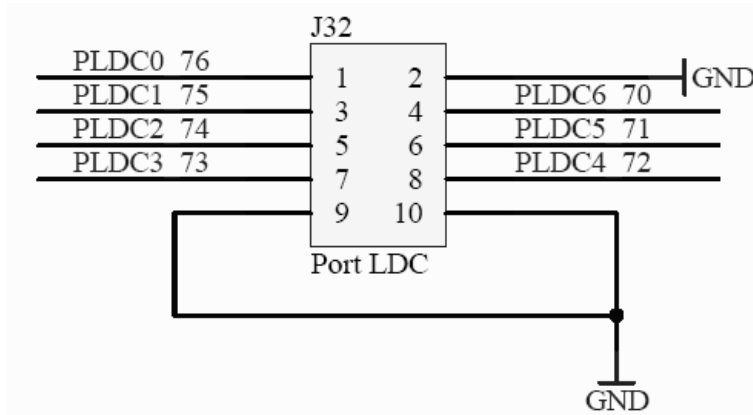 J32
PLDC0 76 1 2 GND
PLDC1 75 3 4 PLDC6 70
PLDC2 74 5 6 PLDC5 71
PLDC3 73 7 8 PLDC4 72
9 10
Port LDC
GND